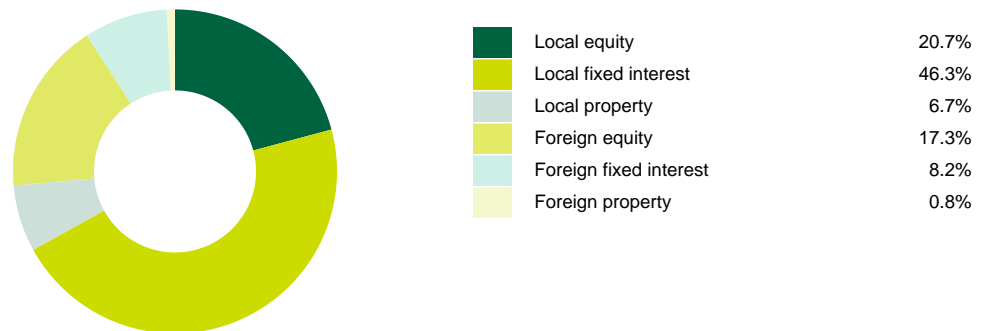 Local equity 20.7%
Local fixed interest 46.3%
Local property 6.7%
Foreign equity 17.3%
Foreign fixed interest 8.2%
Foreign property 0.8%